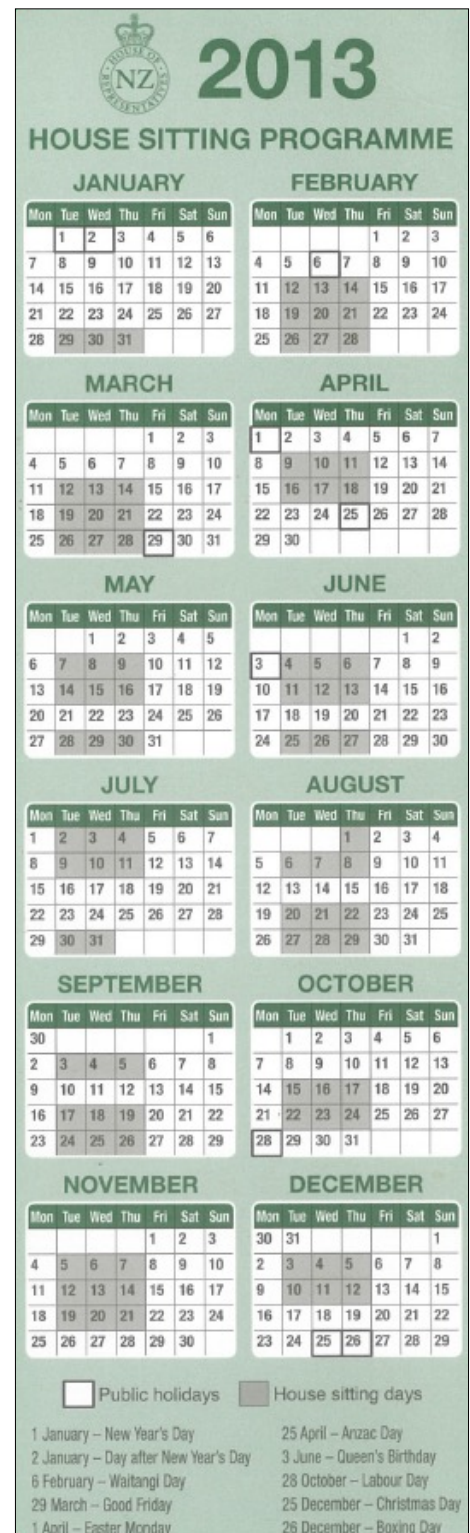 HOUSE OF REPRESENTATIVES
NZ
2013
HOUSE SITTING PROGRAMME
JANUARY
Mon Tue Wed Thu Fri Sat Sun
1 2 3 4 5 6
7 8 9 10 11 12 13
14 15 16 17 18 19 20
21 22 23 24 25 26 27
28 29 30 31
FEBRUARY
Mon Tue Wed Thu Fri Sat Sun
1 2 3
4 5 6 7 8 9 10
11 12 13 14 15 16 17
18 19 20 21 22 23 24
25 26 27 28
MARCH
Mon Tue Wed Thu Fri Sat Sun
1 2 3
4 5 6 7 8 9 10
11 12 13 14 15 16 17
18 19 20 21 22 23 24
25 26 27 28 29 30 31
APRIL
Mon Tue Wed Thu Fri Sat Sun
1 2 3 4 5 6 7
8 9 10 11 12 13 14
15 16 17 18 19 20 21
22 23 24 25 26 27 28
29 30
MAY
Mon Tue Wed Thu Fri Sat Sun
1 2 3 4 5
6 7 8 9 10 11 12
13 14 15 16 17 18 19
20 21 22 23 24 25 26
27 28 29 30 31
JUNE
Mon Tue Wed Thu Fri Sat Sun
1 2
3 4 5 6 7 8 9
10 11 12 13 14 15 16
17 18 19 20 21 22 23
24 25 26 27 28 29 30
JULY
Mon Tue Wed Thu Fri Sat Sun
1 2 3 4 5 6 7
8 9 10 11 12 13 14
15 16 17 18 19 20 21
22 23 24 25 26 27 28
29 30 31
AUGUST
Mon Tue Wed Thu Fri Sat Sun
1 2 3 4
5 6 7 8 9 10 11
12 13 14 15 16 17 18
19 20 21 22 23 24 25
26 27 28 29 30 31
SEPTEMBER
Mon Tue Wed Thu Fri Sat Sun
30 1
2 3 4 5 6 7 8
9 10 11 12 13 14 15
16 17 18 19 20 21 22
23 24 25 26 27 28 29
OCTOBER
Mon Tue Wed Thu Fri Sat Sun
1 2 3 4 5 6
7 8 9 10 11 12 13
14 15 16 17 18 19 20
21 22 23 24 25 26 27
28 29 30 31
NOVEMBER
Mon Tue Wed Thu Fri Sat Sun
1 2 3
4 5 6 7 8 9 10
11 12 13 14 15 16 17
18 19 20 21 22 23 24
25 26 27 28 29 30
DECEMBER
Mon Tue Wed Thu Fri Sat Sun
30 31 1
2 3 4 5 6 7 8
9 10 11 12 13 14 15
16 17 18 19 20 21 22
23 24 25 26 27 28 29
Public holidays
House sitting days
1 January – New Year's Day
2 January – Day after New Year's Day
6 February – Waitangi Day
29 March – Good Friday
1 April – Easter Monday
25 April – Anzac Day
3 June – Queen's Birthday
28 October – Labour Day
25 December – Christmas Day
26 December – Boxing Day